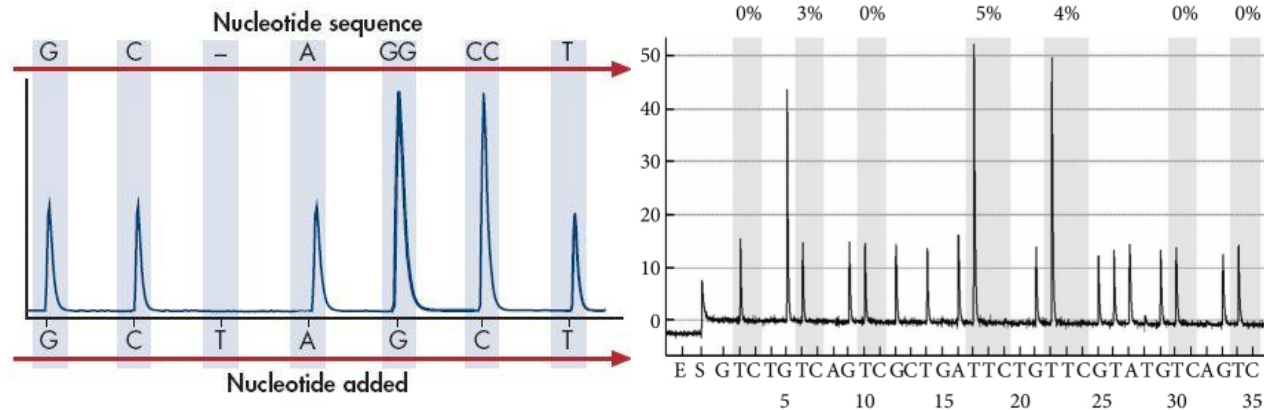 Nucleotide sequence
G C – A GG CC T
G C T A G C T
Nucleotide added
0% 3% 0% 5% 4% 0% 0%
50
40
30
20
10
0
E S G T C T G T C A G T C G C T G A T T C T G T T C G T A T G T C A G T C
5 10 15 20 25 30 35